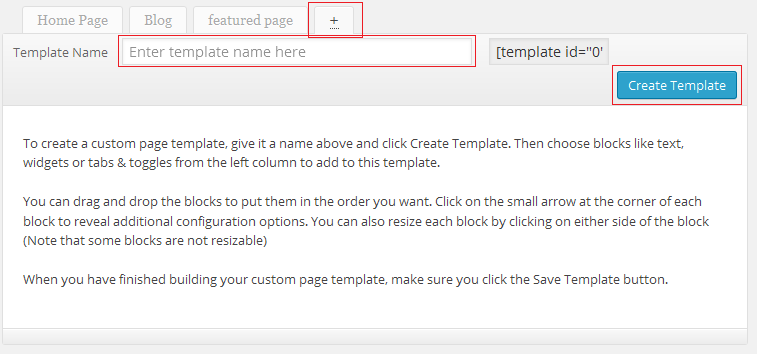 Home Page Blog featured page +
Template Name Enter template name here [template id="0"
Create Template
To create a custom page template, give it a name above and click Create Template. Then choose blocks like text,
widgets or tabs & toggles from the left column to add to this template.
You can drag and drop the blocks to put them in the order you want. Click on the small arrow at the corner of each
block to reveal additional configuration options. You can also resize each block by clicking on either side of the block
(Note that some blocks are not resizable)
When you have finished building your custom page template, make sure you click the Save Template button.